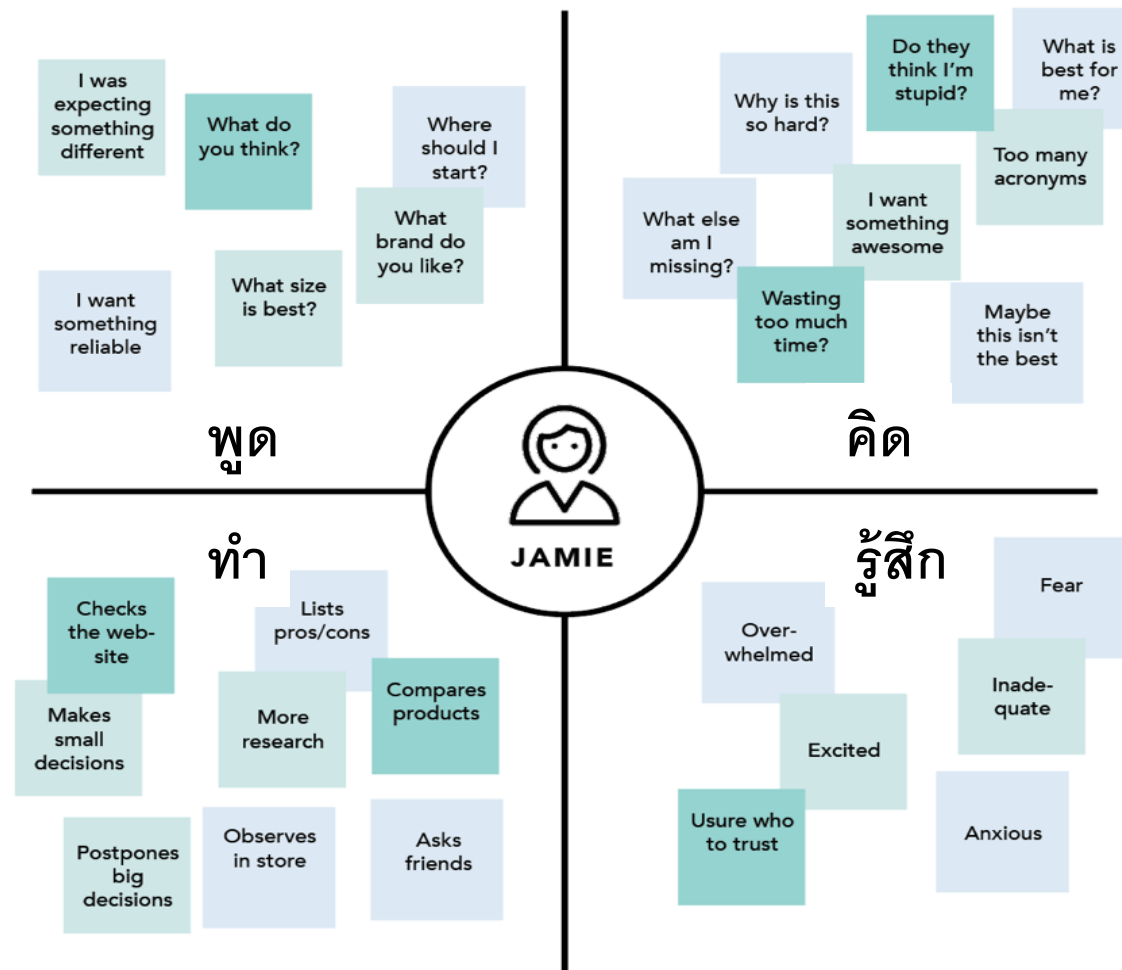 I was
expecting
something
different
What do
you think?
Where
should I
start?
What
brand do
you like?
What size
is best?
I want
something
reliable
พูด
Do they
think I'm
stupid?
What is
best for
me?
Why is this
so hard?
Too many
acronyms
I want
something
awesome
What else
am I
missing?
Wasting
too much
time?
Maybe
this isn't
the best
คิด
JAMIE
ทำ
Checks
the web-
site
Lists
pros/cons
Compares
products
Makes
small
decisions
More
research
Postpones
big
decisions
Observes
in store
Asks
friends
รู้สึก
Fear
Over-
whelmed
Inade-
quate
Excited
Usure who
to trust
Anxious